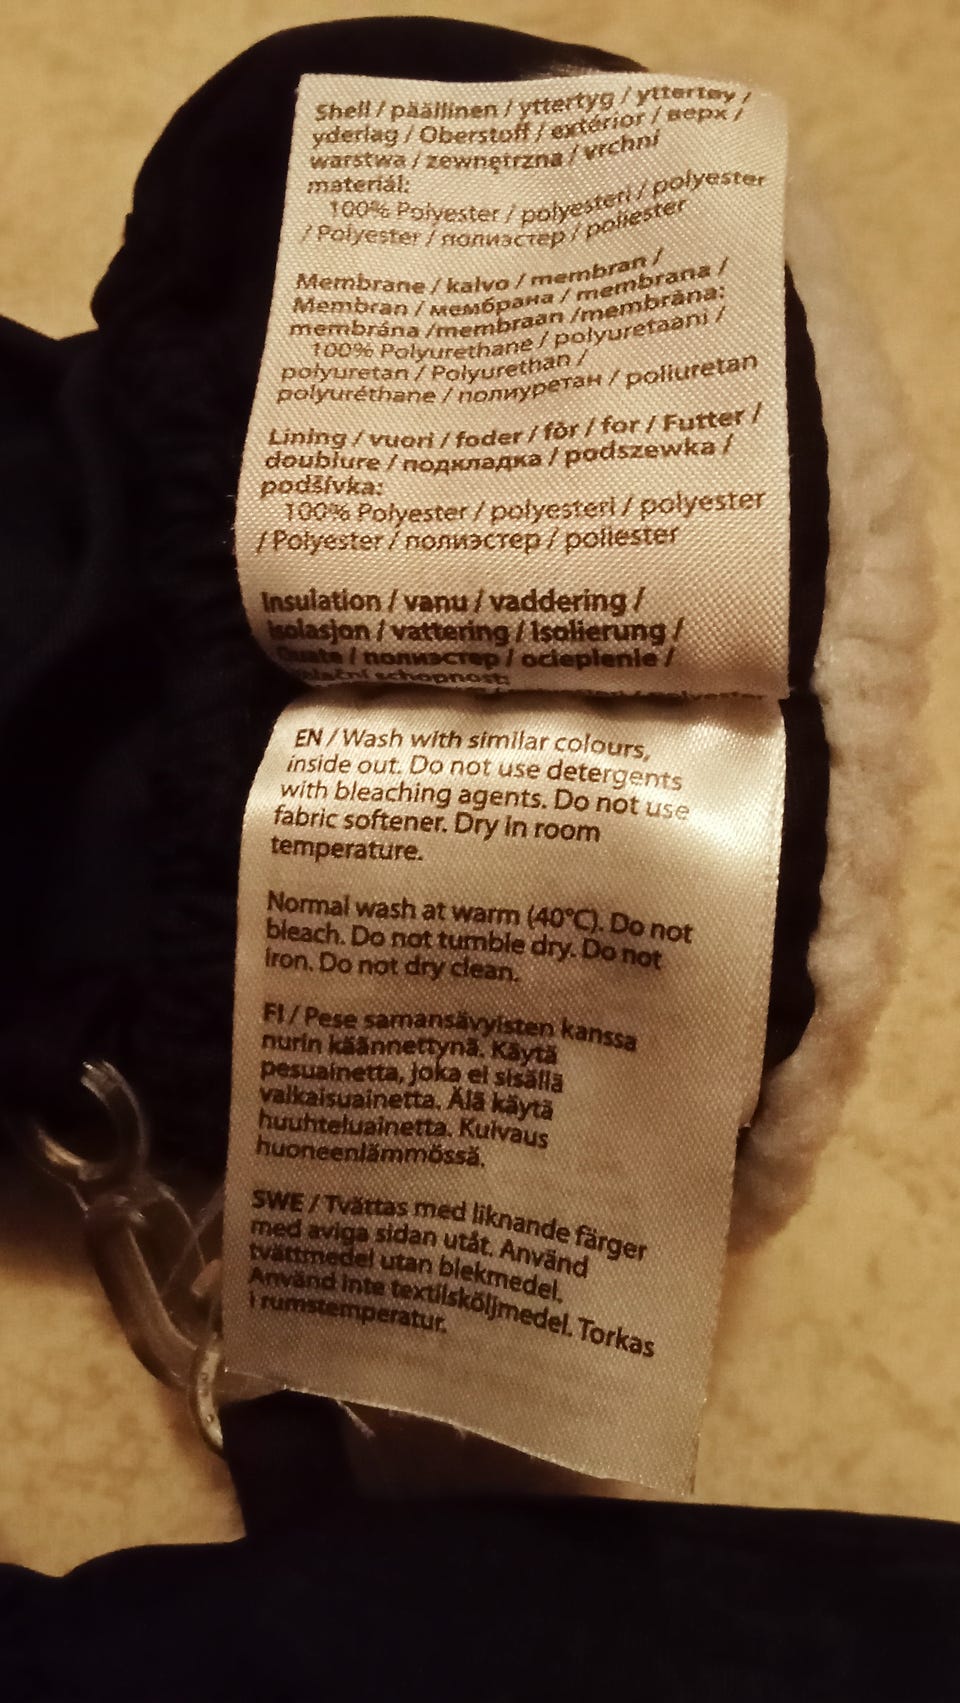 Shell / päällinen / yttertyg / yttertøy /
yderlag / Oberstoff / extérior / верх /
warstwa / zewnętrzna / vrchní
materiál:
100% Polyester / polyesteri / polyester
/ Polyester / полиэстер / poliester
Membrane / kalvo / membran /
Membran / мембрана / membrana /
membrána /membraan /membrāna:
100% Polyurethane / polyuretaani /
polyuretan / Polyurethan /
polyuréthane / полиуретан / poliuretan
Lining / vuori / foder / fôr / for / Futter /
doublure / подкладка / podszewka /
podšívka:
100% Polyester / polyesteri / polyester
/ Polyester / полиэстер / poliester
Insulation / vanu / vaddering /
Isolasjon / vattering / Isolierung /
/ полиэстер / ocieplenie /
schopnost:
/ polyester
EN / Wash with similar colours,
inside out. Do not use detergents
with bleaching agents. Do not use
fabric softener. Dry in room
temperature.
Normal wash at warm (40°C). Do not
bleach. Do not tumble dry. Do not
iron. Do not dry clean.
FI / Pese samansävyisten kanssa
nurin käännettynä. Käytä
pesuainetta, joka ei sisällä
valkaisuainetta. Älä käytä
huuhteluainetta. Kuivaus
huoneenlämmössä.
SWE / Tvättas med liknande färger
med aviga sidan utåt. Använd
tvättmedel utan blekmedel.
Använd inte textilsköljmedel. Torkas
i rumstemperatur.